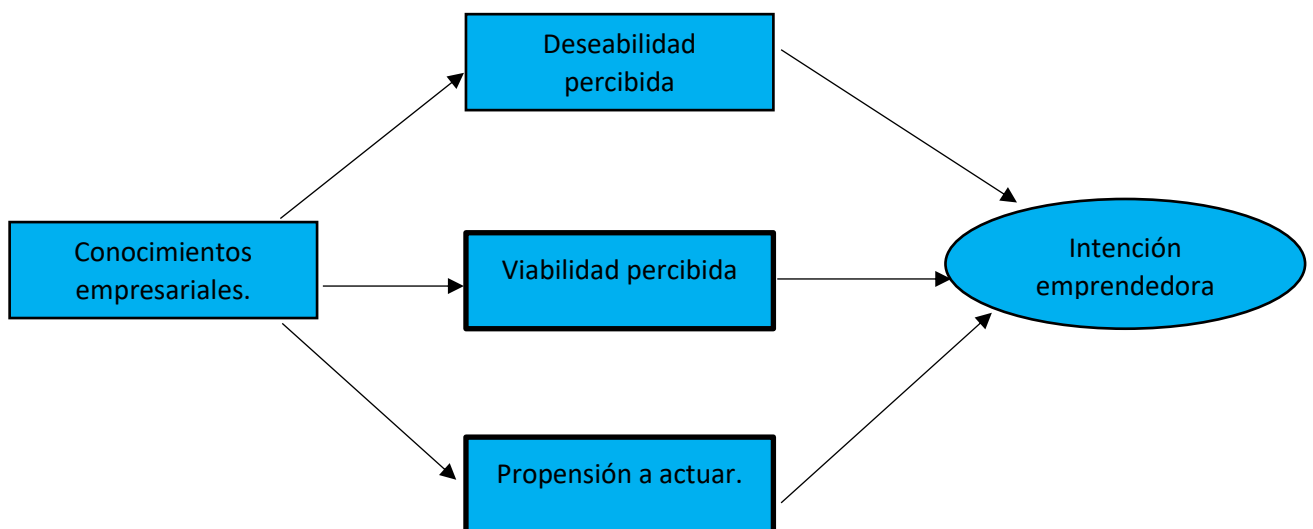 Deseabilidad
percibida
Conocimientos
empresariales.
Viabilidad percibida
Intención
emprendedora
Propensión a actuar.